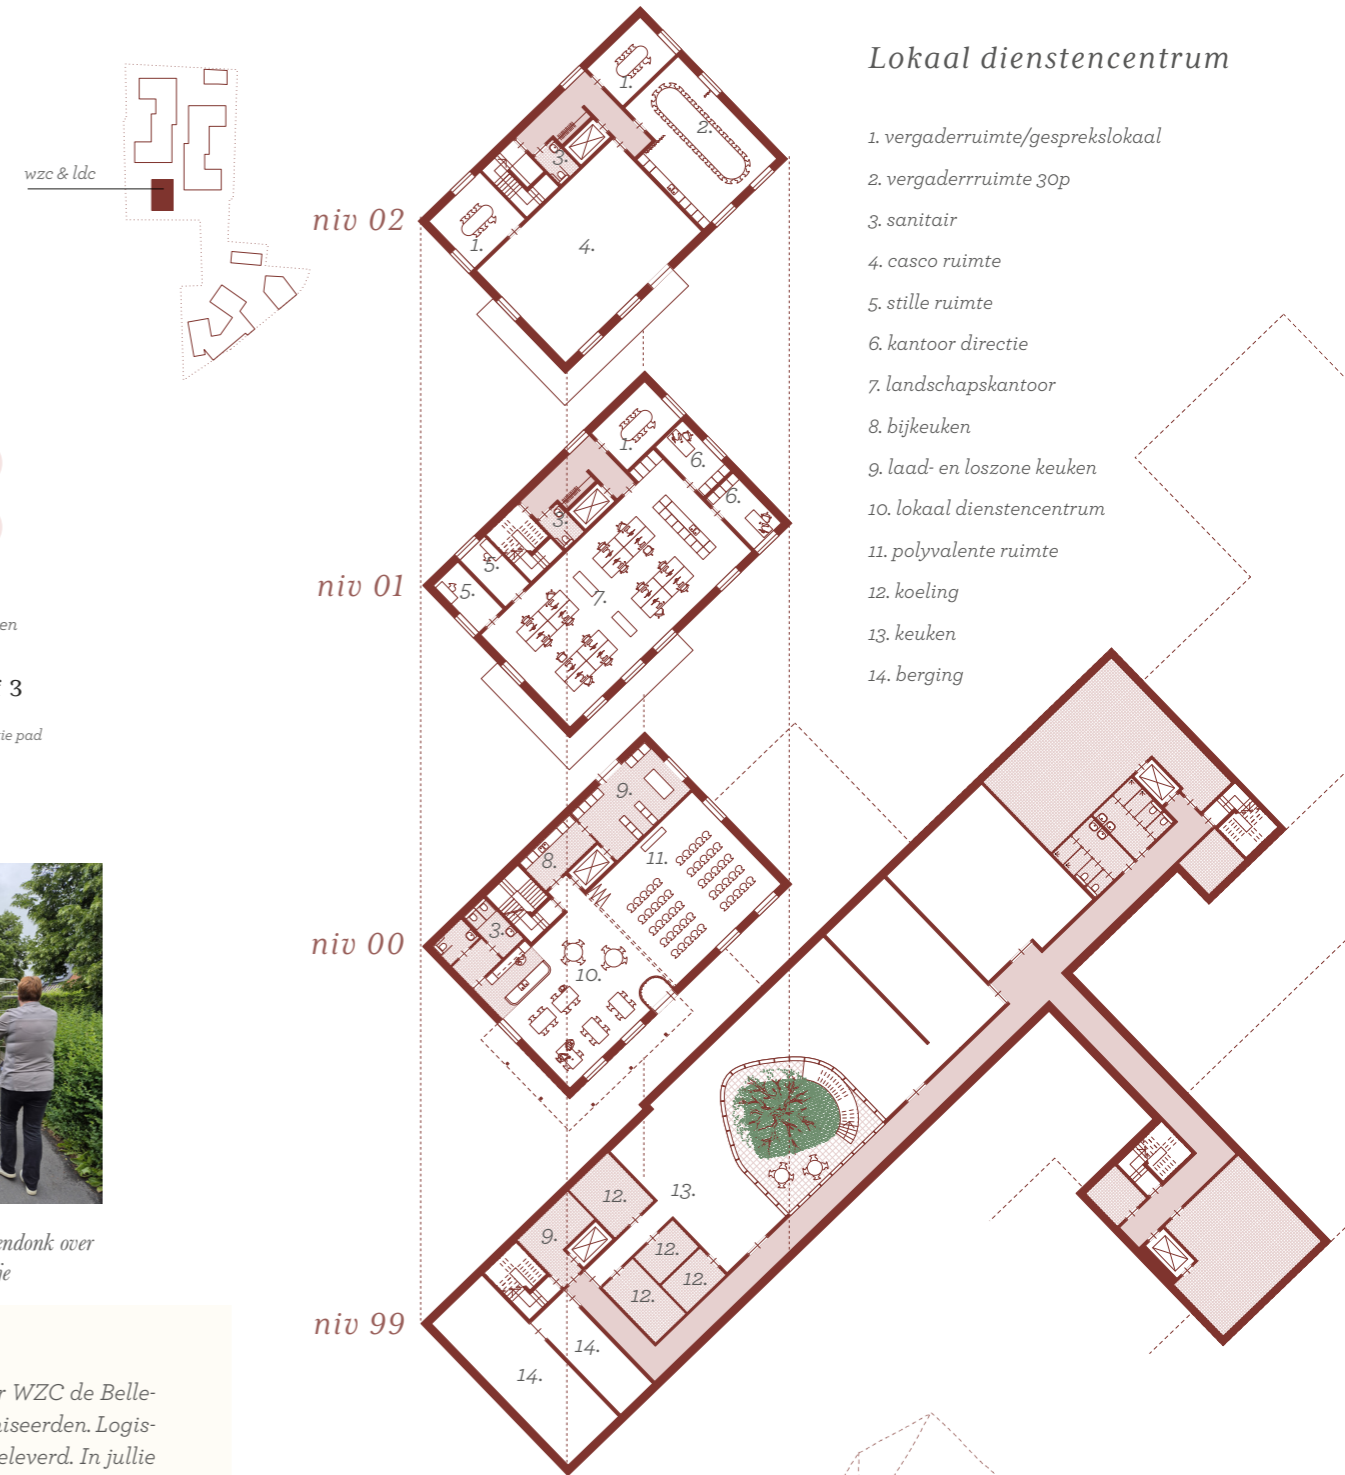 Lokaal dienstencentrum
1. vergaderruimte/gesprekslokaal
2. vergaderrruimte 30p
3. sanitair
4. casco ruimte
5. stille ruimte
6. kantoor directie
7. landschapskantoor
8. bijkeuken
9. laad- en loszone keuken
10. lokaal dienstencentrum
11. polyvalente ruimte
12. koeling
13. keuken
14. berging
wzc & ldc
niv 02
1.
2.
3.
1.
4.
niv 01
1.
6.
6.
3.
5.
5.
7.
niv 00
9.
11.
8.
3.
10.
niv 99
12.
13.
9.
12.
12.
12.
14.
14.
en
3
ie pad
endonk over
je
r WZC de Belle-
niseerden. Logis-
eleverd. In jullie